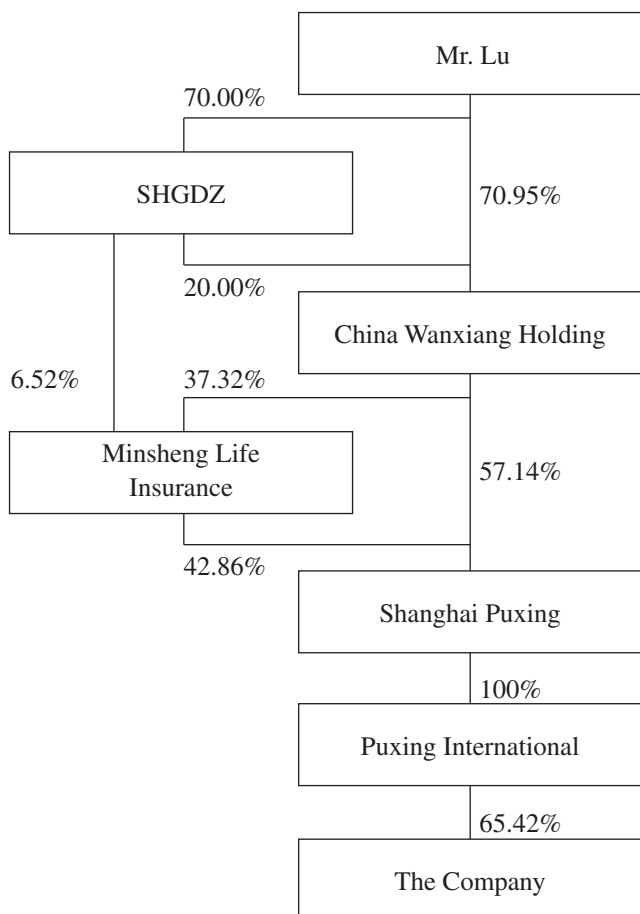 Mr. Lu
70.00%
SHGDZ
70.95%
20.00%
China Wanxiang Holding
6.52%
37.32%
Minsheng Life
Insurance
57.14%
42.86%
Shanghai Puxing
100%
Puxing International
65.42%
The Company